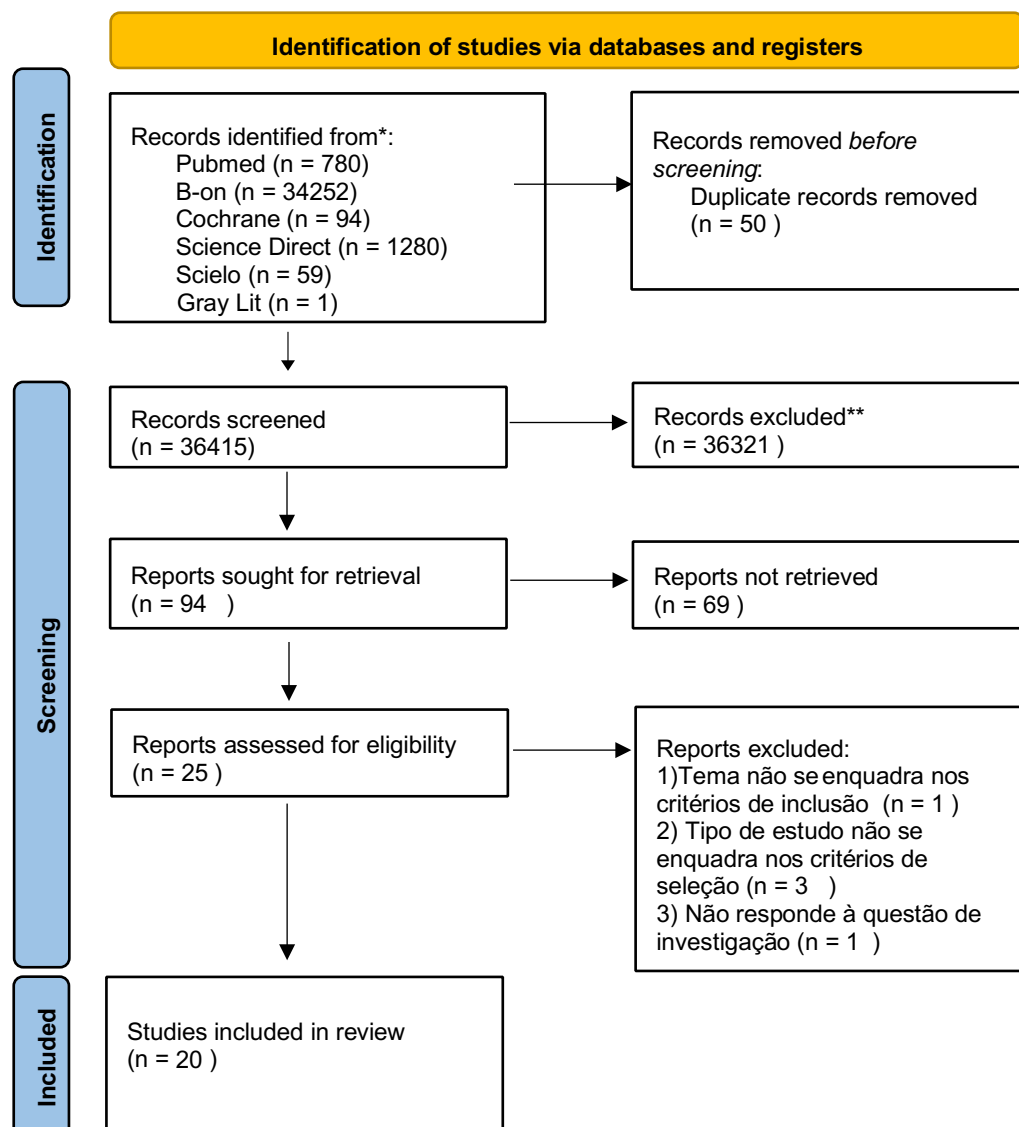 Identification of studies via databases and registers
Identification
Records identified from*:
Pubmed (n = 780)
B-on (n = 34252)
Cochrane (n = 94)
Science Direct (n = 1280)
Scielo (n = 59)
Gray Lit (n = 1)
Records removed before
screening:
Duplicate records removed
(n = 50 )
Screening
Records screened
(n = 36415)
Records excluded**
(n = 36321 )
Reports sought for retrieval
(n = 94 )
Reports not retrieved
(n = 69 )
Reports assessed for eligibility
(n = 25 )
Reports excluded:
1)Tema não se enquadra nos
critérios de inclusão (n = 1 )
2) Tipo de estudo não se
enquadra nos critérios de
seleção (n = 3 )
3) Não responde à questão de
investigação (n = 1 )
Included
Studies included in review
(n = 20 )